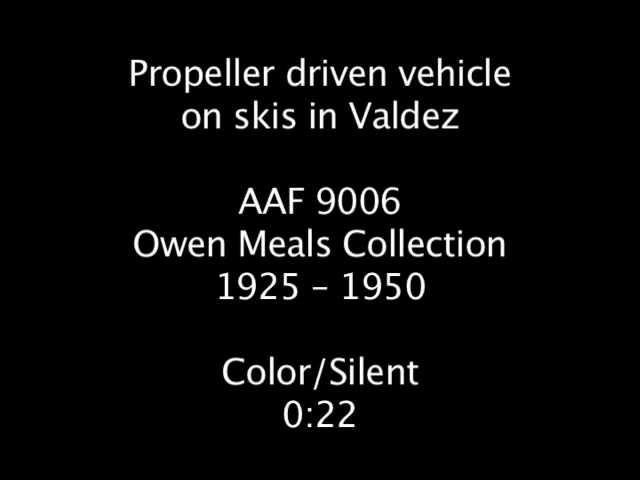 Propeller driven vehicle
on skis in Valdez
AAF 9006
Owen Meals Collection
1925 – 1950
Color/Silent
0:22